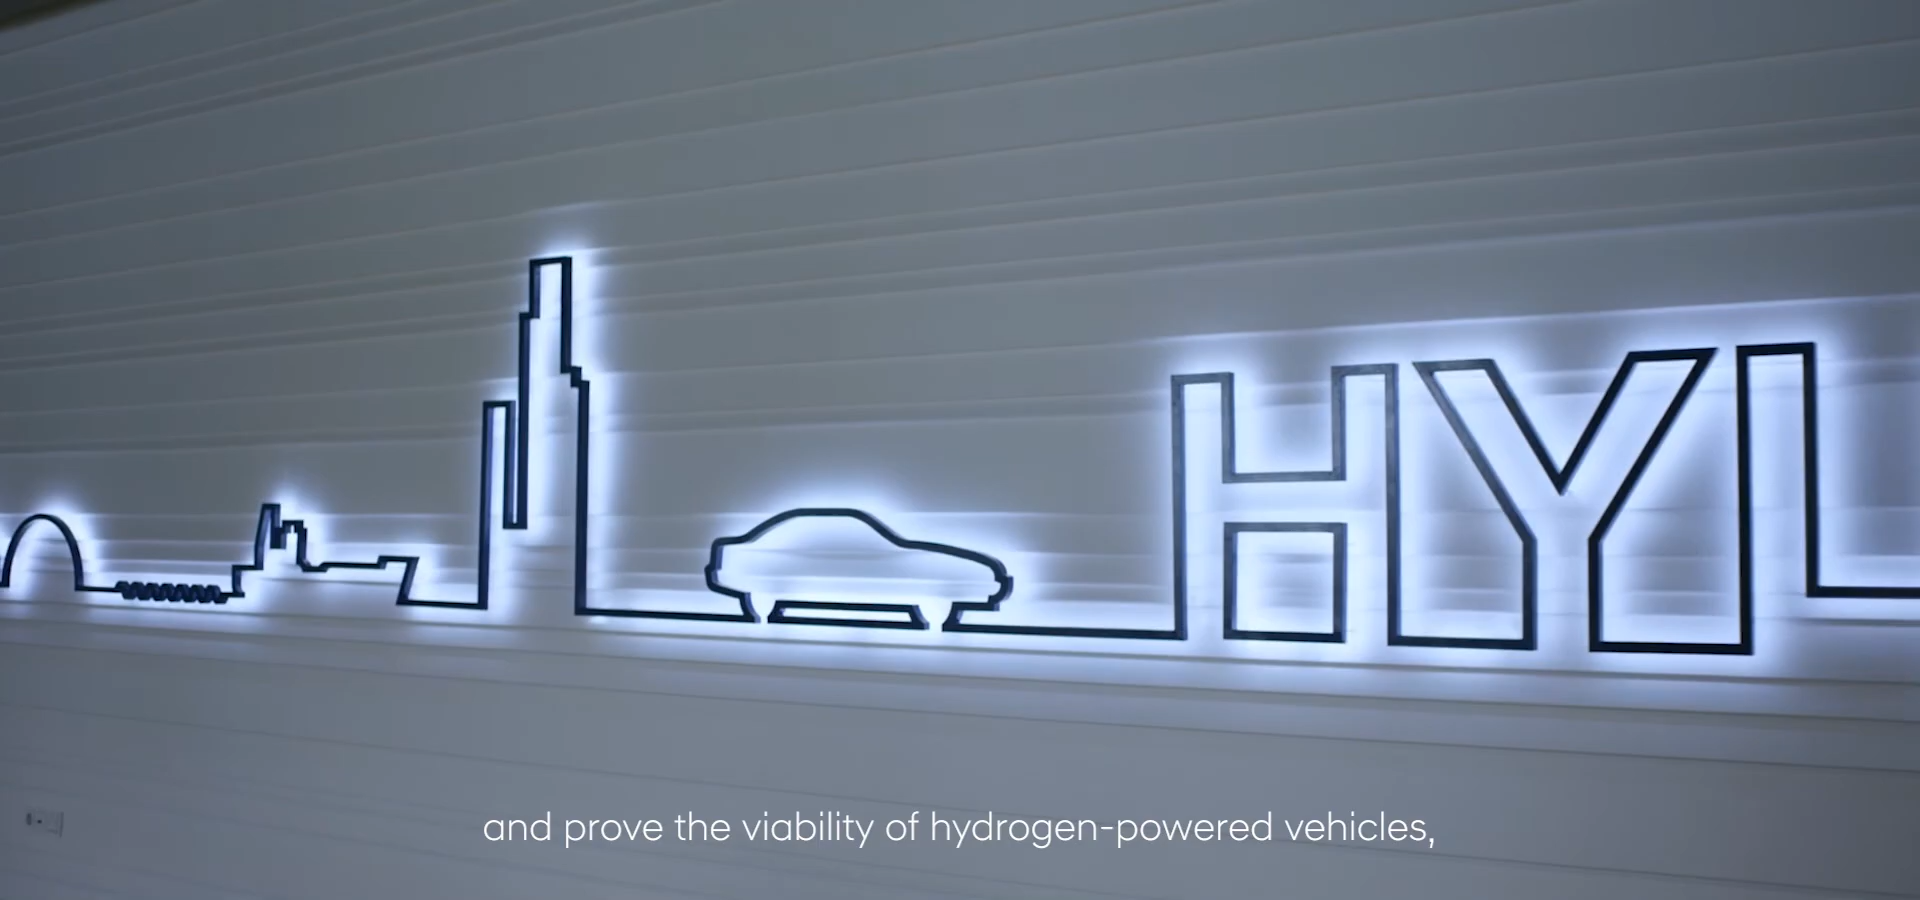 HYL
and prove the viability of hydrogen-powered vehicles,